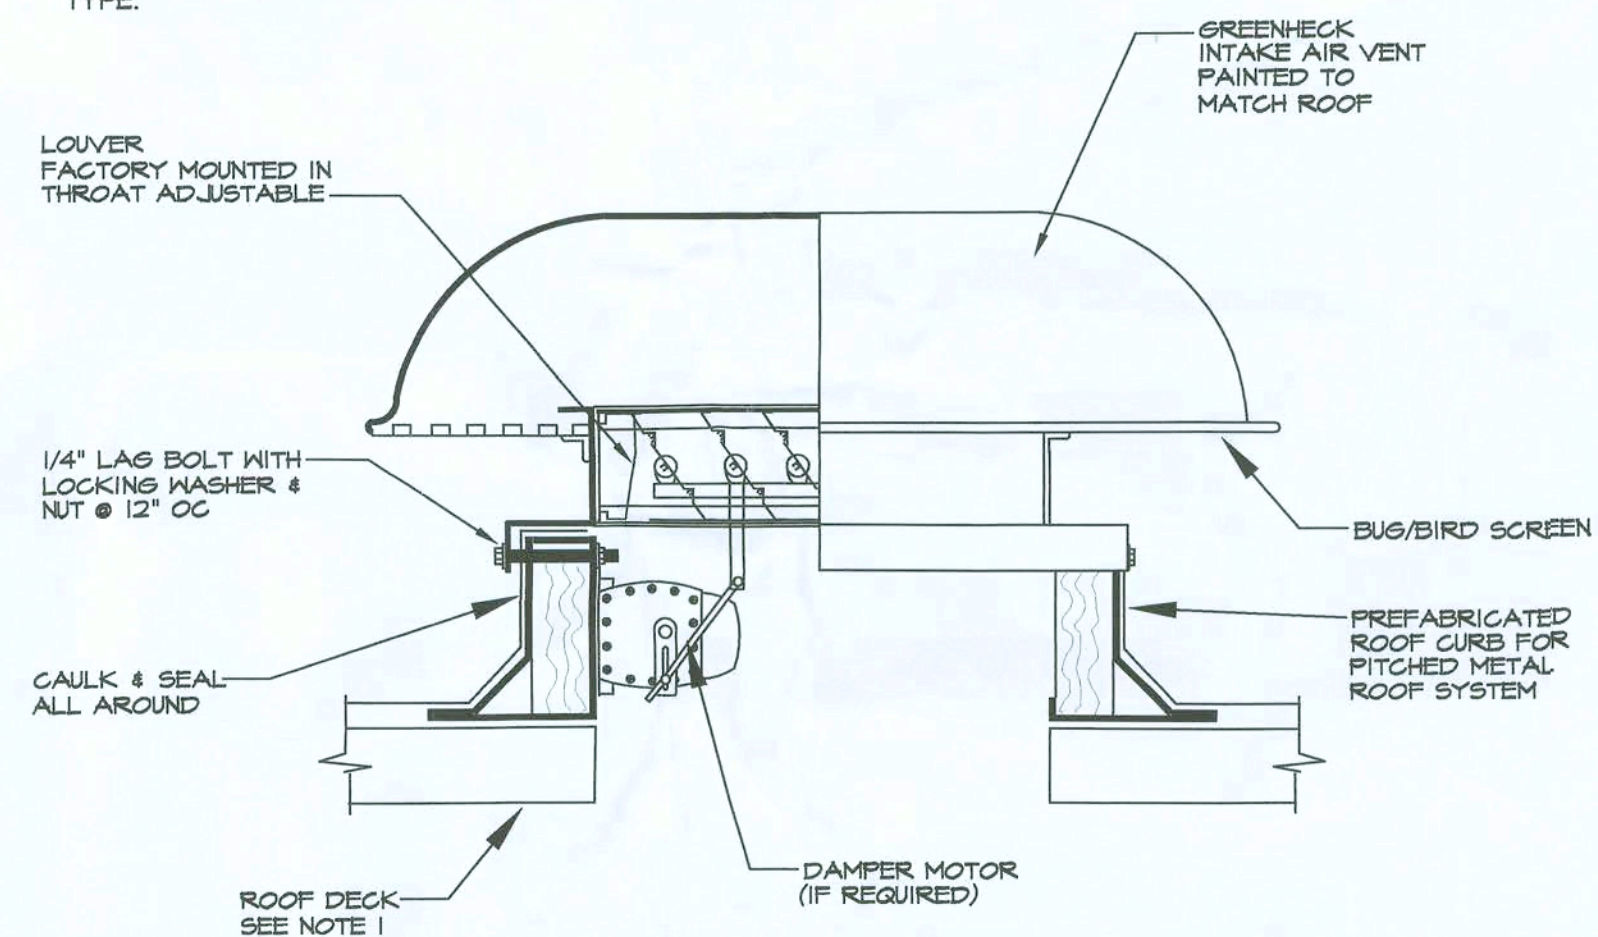 TYPE:
GREENHECK
INTAKE AIR VENT
PAINTED TO
MATCH ROOF
LOUVER
FACTORY MOUNTED IN
THROAT ADJUSTABLE
1/4" LAG BOLT WITH
LOCKING WASHER &
NUT @ 12" OC
BUG/BIRD SCREEN
PREFABRICATED
ROOF CURB FOR
PITCHED METAL
ROOF SYSTEM
CAULK & SEAL
ALL AROUND
DAMPER MOTOR
(IF REQUIRED)
ROOF DECK
SEE NOTE 1